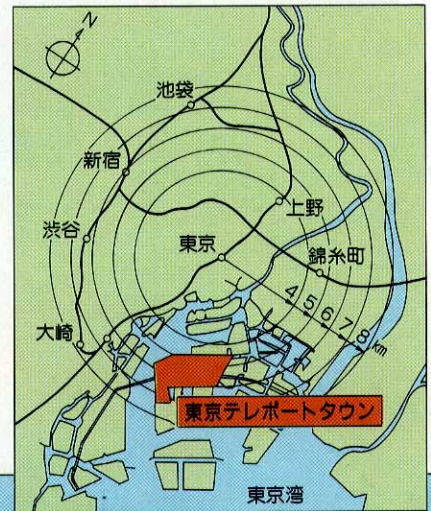 N
池袋
新宿
上野
渋谷
東京
錦糸町
4 5 6 7 8 km
大崎
東京テレポートタウン
東京湾